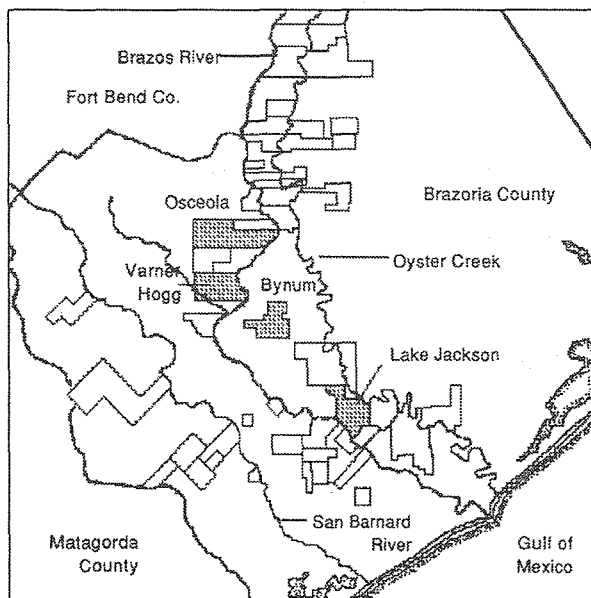 Brazos River
Fort Bend Co.
Osceola
Brazoria County
Varner
Hogg
Bynum
Oyster Creek
Lake Jackson
San Barnard
River
Matagorda
County
Gulf of
Mexico